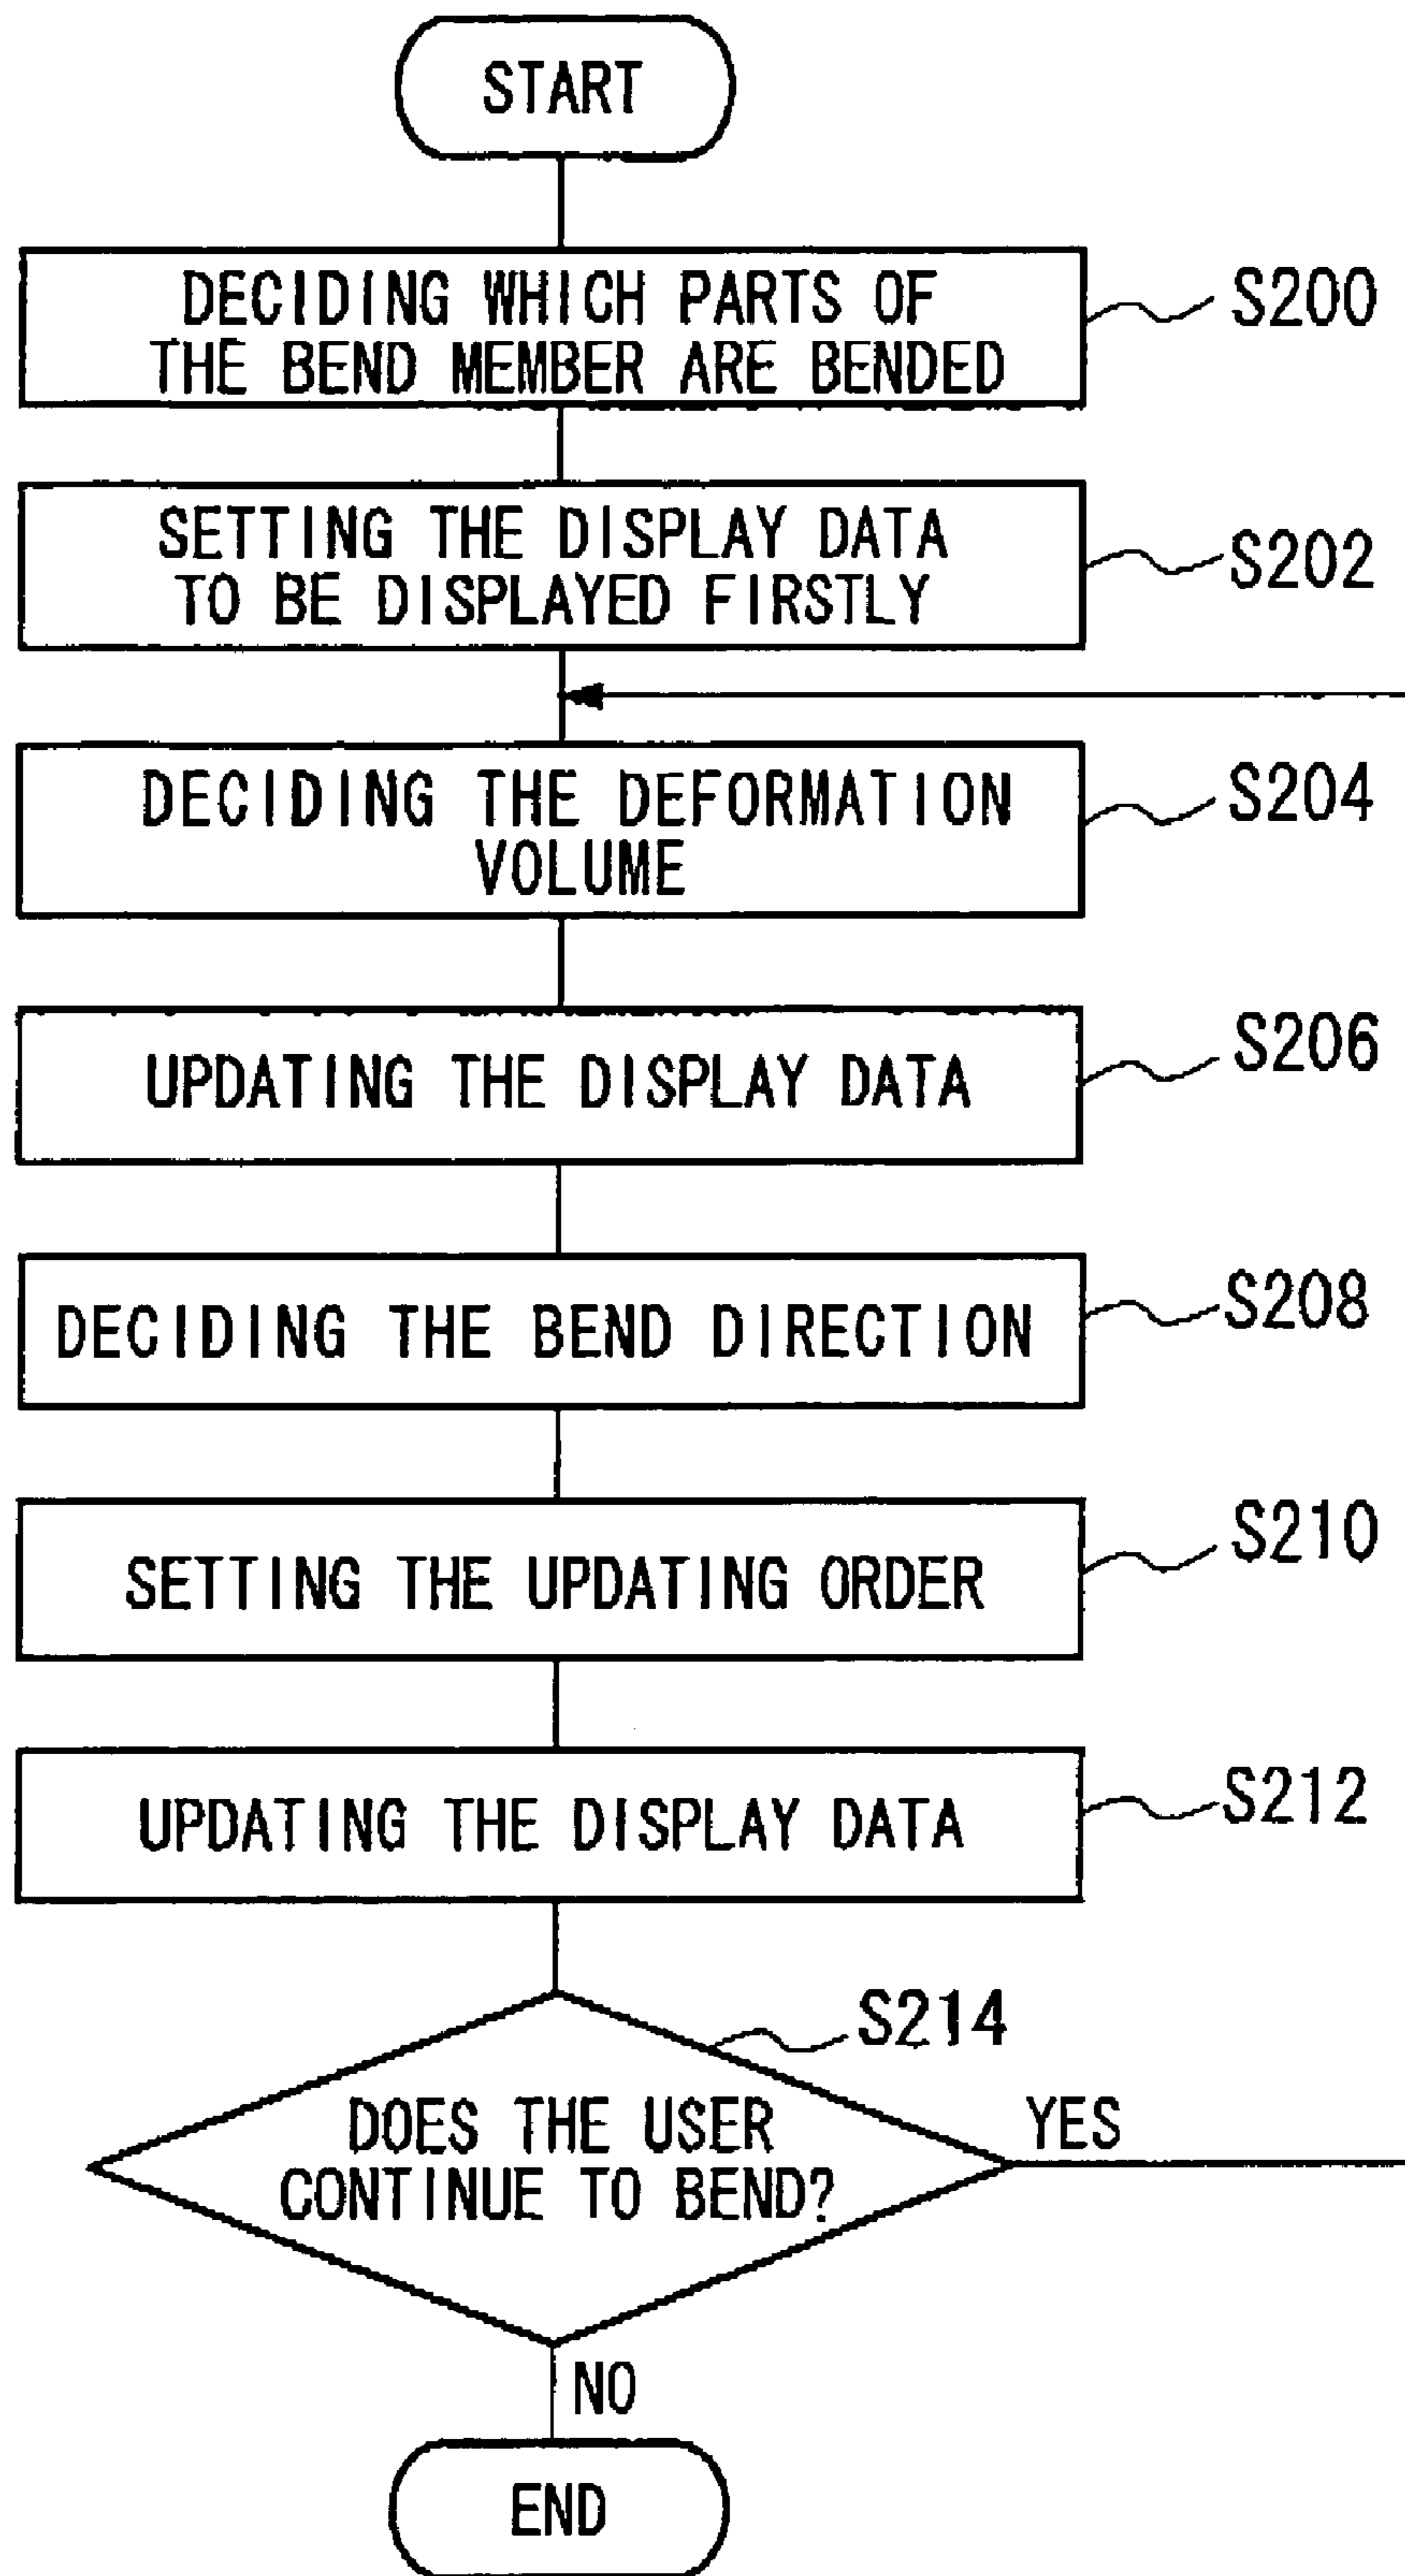 START
DECIDING WHICH PARTS OF
THE BEND MEMBER ARE BENDED
S200
SETTING THE DISPLAY DATA
TO BE DISPLAYED FIRSTLY
S202
DECIDING THE DEFORMATION
VOLUME
S204
UPDATING THE DISPLAY DATA
S206
DECIDING THE BEND DIRECTION
S208
SETTING THE UPDATING ORDER
S210
UPDATING THE DISPLAY DATA
S212
S214
DOES THE USER
CONTINUE TO BEND?
YES
NO
END